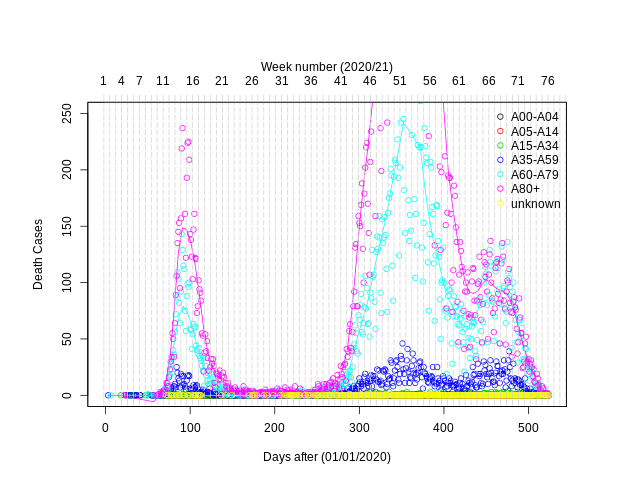 Week number (2020/21)
1 4 7 11 16 21 26 31 36 41 46 51 56 61 66 71 76
250
200
150
100
50
0
Death Cases
A00-A04
A05-A14
A15-A34
A35-A59
A60-A79
A80+
unknown
0 100 200 300 400 500
Days after (01/01/2020)